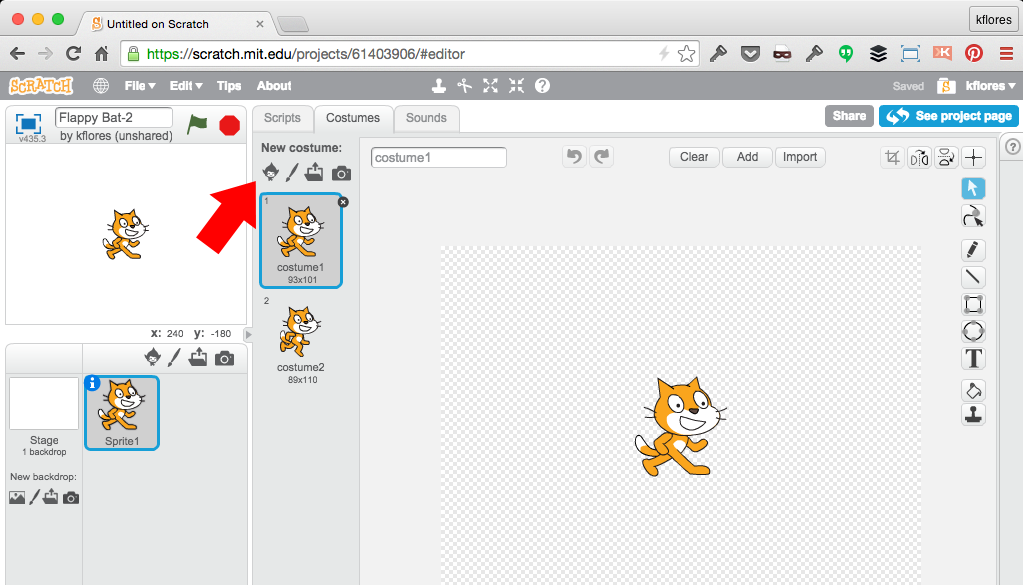 Untitled on Scratch
kflores
https://scratch.mit.edu/projects/61403906/#editor
SCRATCH
File
Edit
Tips
About
Saved
S
kflores
v435.3
Flappy Bat-2
by kflores (unshared)
Scripts
Costumes
Sounds
Share
See project page
New costume:
costume1
Clear
Add
Import
?
1
costume1
93x101
2
costume2
89x110
T
x: 240 y: -180
Stage
1 backdrop
New backdrop:
i
Sprite1